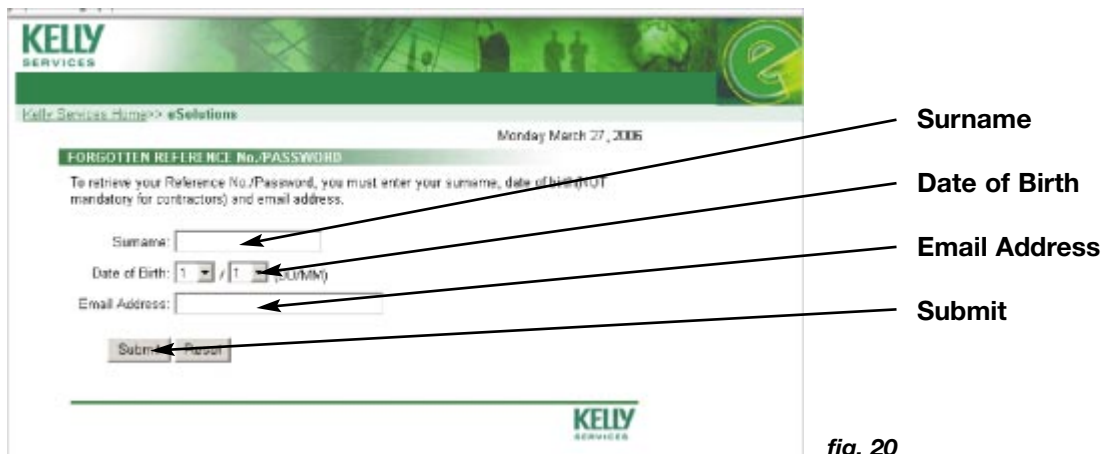 KELLY
SERVICES
Kelly Services Home>> eSolutions
Monday March 27, 2006
FORGOTTEN REFERENCE No./PASSWORD
To retrieve your Reference No./Password, you must enter your surname, date of birth(NOT
mandatory for contractors) and email address.
Surname:
Date of Birth: 1 / 1 (DD/MM)
Email Address:
Submit Reset
KELLY
SERVICES
Surname
Date of Birth
Email Address
Submit
fig. 20